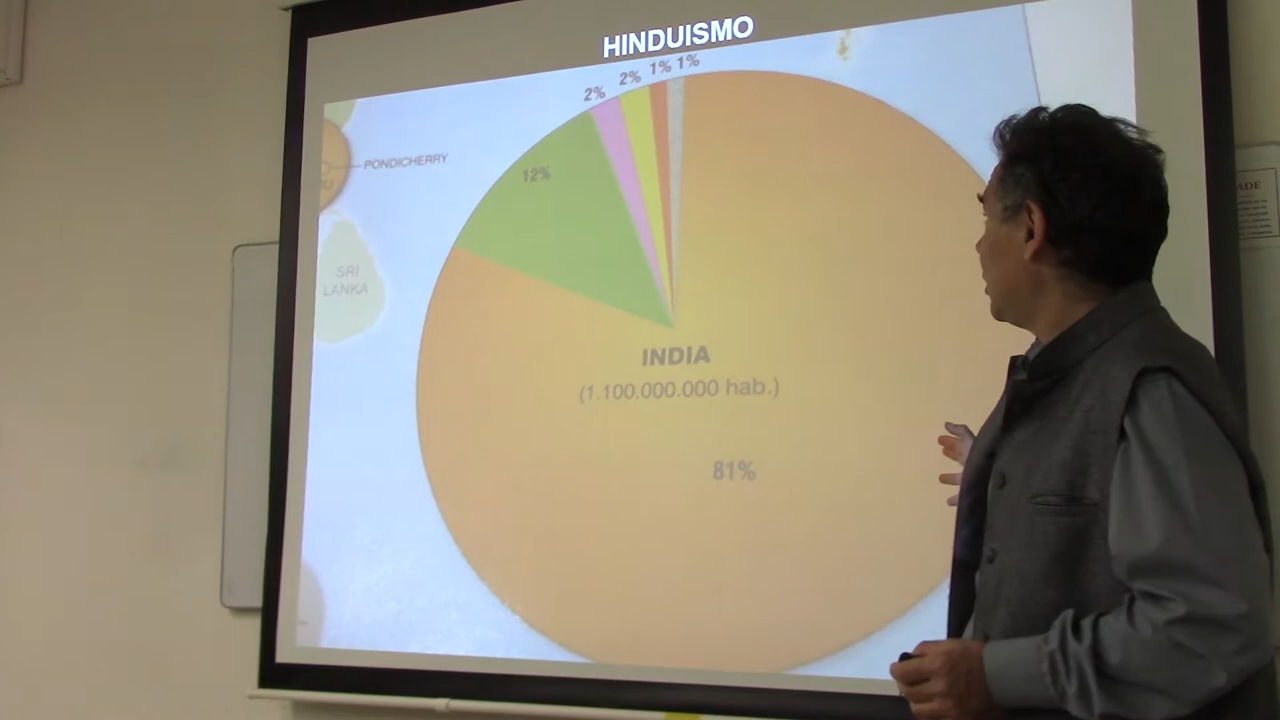 HINDUISMO
2% 2% 1% 1%
12%
PONDICHERRY
SRI
LANKA
INDIA
(1.100.000.000 hab.)
81%
ADE